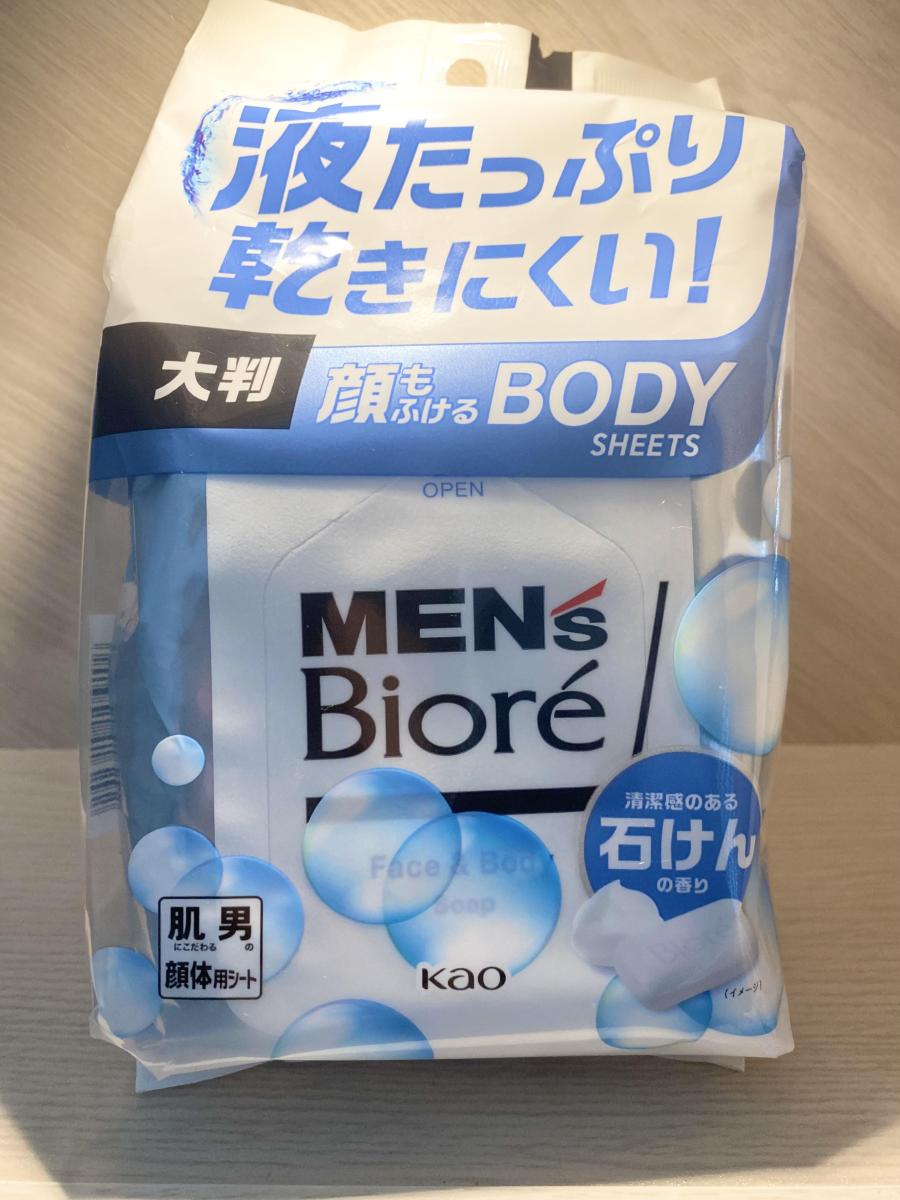 液たっぷり
乾きにくい!
大判
顔もふける BODY
SHEETS
OPEN
MEN's
Bioré
清潔感のある
石けん
の香り
Face & Body
Soap
肌にこだわる男の
顔体用シート
Kao
(イメージ)